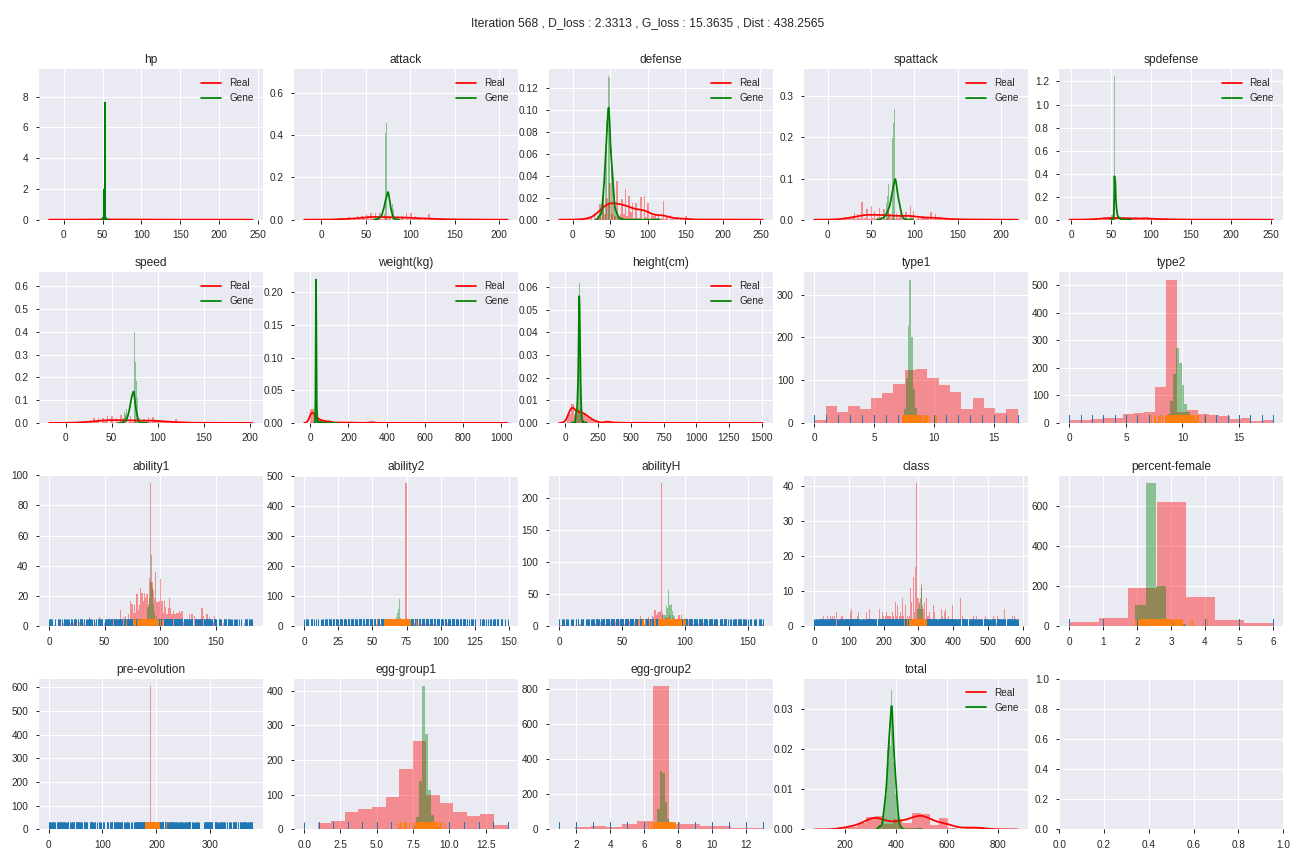 Iteration 568 , D_loss : 2.3313 , G_loss : 15.3635 , Dist : 438.2565
hp
attack
defense
spattack
spdefense
Real
Gene
Real
Gene
Real
Gene
Real
Gene
Real
Gene
8
6
4
2
0
0.6
0.4
0.2
0.0
0.12
0.10
0.08
0.06
0.04
0.02
0.00
0.3
0.2
0.1
0.0
1.2
1.0
0.8
0.6
0.4
0.2
0.0
0 50 100 150 200 250
0 50 100 150 200
0 50 100 150 200 250
0 50 100 150 200
0 50 100 150 200 250
speed
weight(kg)
height(cm)
type1
type2
Real
Gene
Real
Gene
Real
Gene
0.6
0.5
0.4
0.3
0.2
0.1
0.0
0.20
0.15
0.10
0.05
0.00
0.06
0.05
0.04
0.03
0.02
0.01
0.00
300
200
100
0
500
400
300
200
100
0
0 50 100 150 200
0 200 400 600 800 1000
0 300 600 900 1200 1500
0 5 10 15
0 5 10 15
ability1
ability2
abilityH
class
percent-female
100
80
60
40
20
0
500
400
300
200
100
0
200
150
100
50
0
40
30
20
10
0
600
400
200
0
0 50 100 150
0 25 50 75 100 125 150
0 50 100 150
0 100 200 300 400 500 600
0 1 2 3 4 5 6
pre-evolution
egg-group1
egg-group2
total
Real
Gene
600
500
400
300
200
100
0
400
300
200
100
0
800
600
400
200
0
0.03
0.02
0.01
0.00
1.0
0.8
0.6
0.4
0.2
0.0
0 100 200 300
0.0 2.5 5.0 7.5 10.0 12.5
2 4 6 8 10 12
200 400 600 800
0.0 0.2 0.4 0.6 0.8 1.0